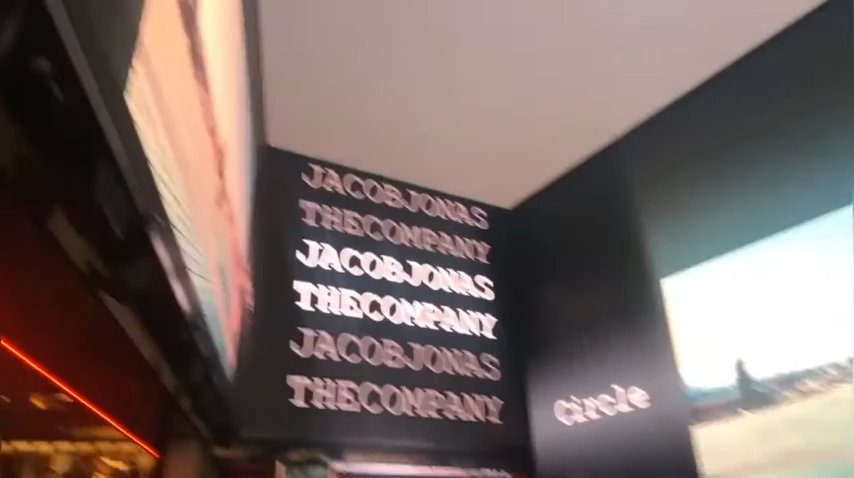 JACOBJONAS
THECOMPANY
JACOBJONAS
THECOMPANY
JACOBJONAS
THECOMPANY
Circle